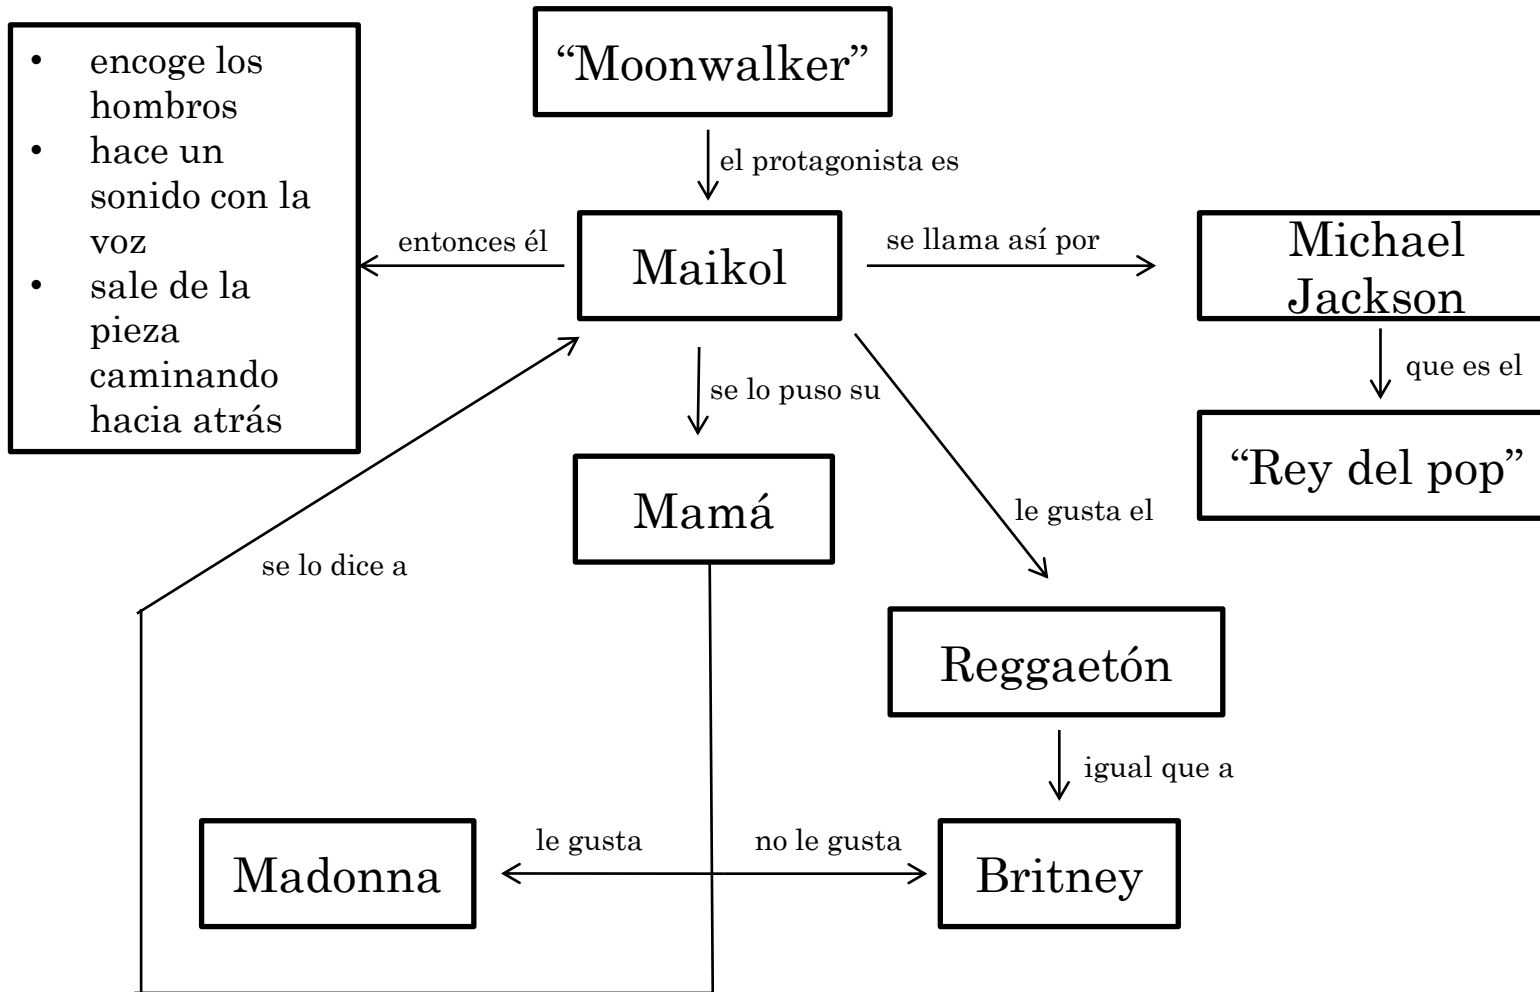 “Moonwalker”
• encoge los
hombros
• hace un
sonido con la
voz
• sale de la
pieza
caminando
hacia atrás
el protagonista es
entonces él
Maikol
se llama así por
Michael
Jackson
que es el
“Rey del pop”
se lo puso su
Mamá
le gusta el
se lo dice a
Reggaetón
igual que a
Madonna
le gusta
no le gusta
Britney